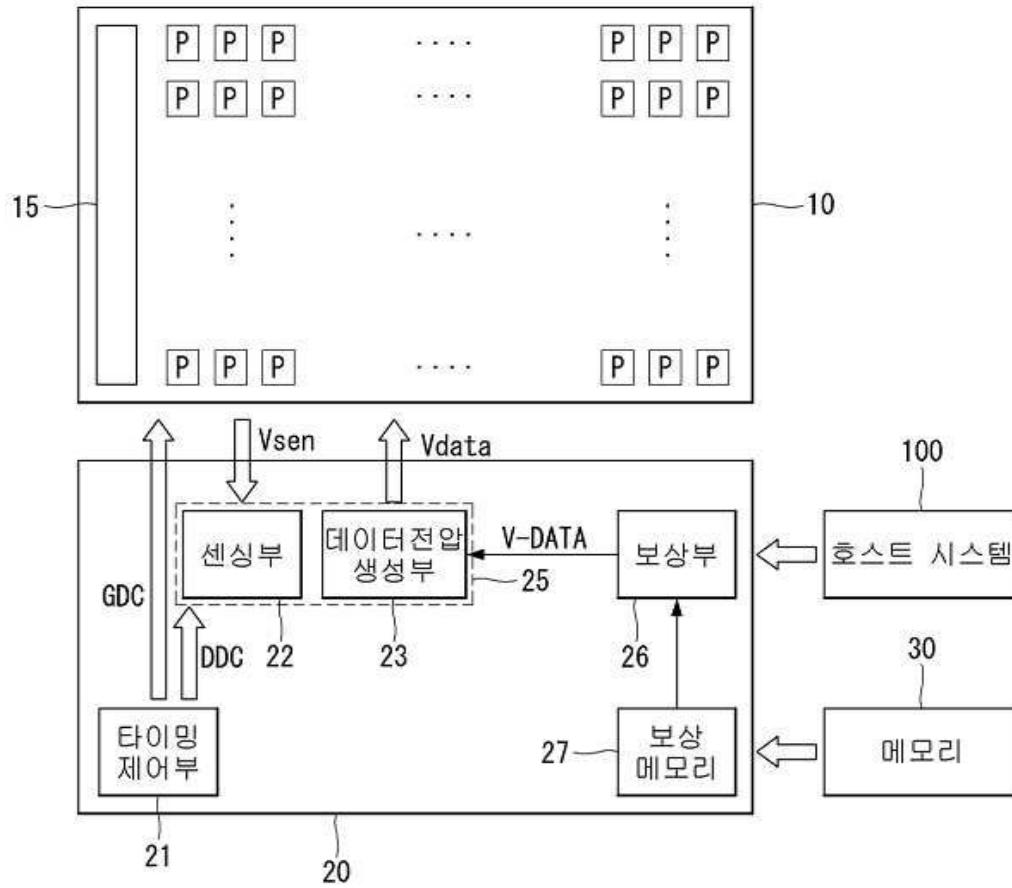 P P P .... P P P
P P P .... P P P
15
10
....
P P P .... P P P
Vsen
Vdata
100
센싱부
데이터전압
생성부
V-DATA
보상부
호스트 시스템
GDC
25
DDC
22
23
26
30
타이밍
제어부
27
보상
메모리
메모리
21
20